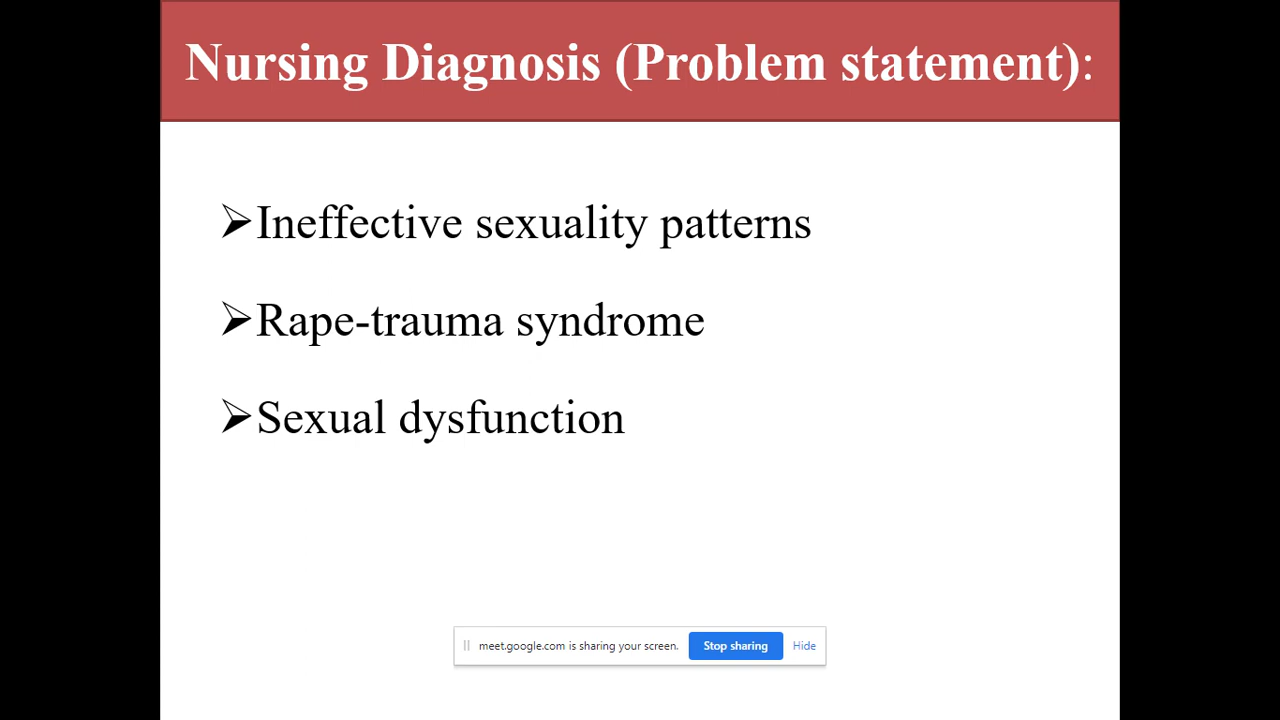 Nursing Diagnosis (Problem statement):
➢Ineffective sexuality patterns
➢Rape-trauma syndrome
➢Sexual dysfunction
meet.google.com is sharing your screen. Stop sharing Hide